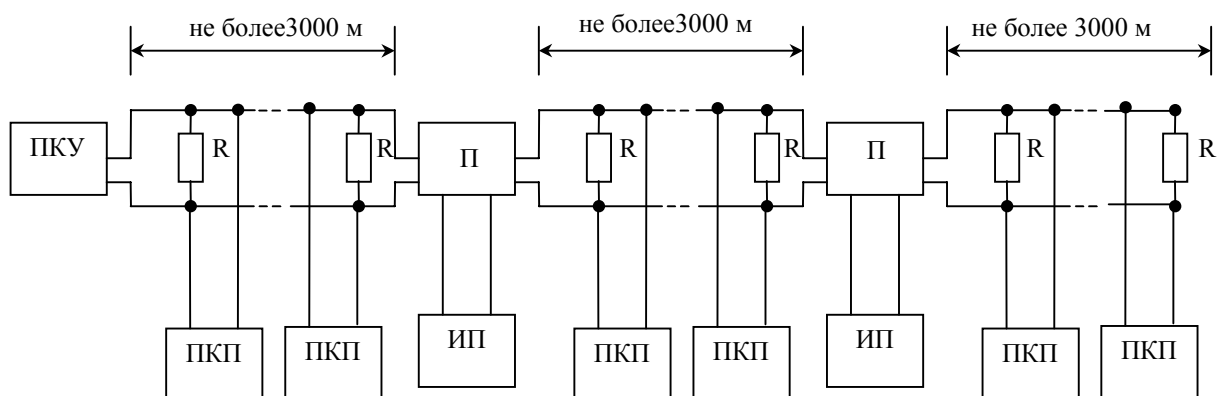 не более3000 м
не более3000 м
не более 3000 м
ПКУ
R
R
П
R
R
П
R
R
ПКП
ПКП
ИП
ПКП
ПКП
ИП
ПКП
ПКП